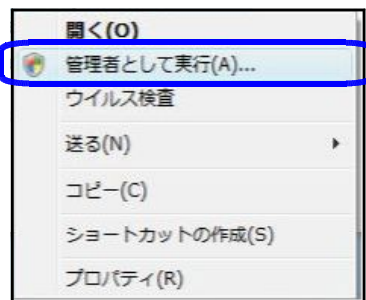 開く(O)
管理者として実行(A)...
ウイルス検査
送る(N)
コピー(C)
ショートカットの作成(S)
プロパティ(R)